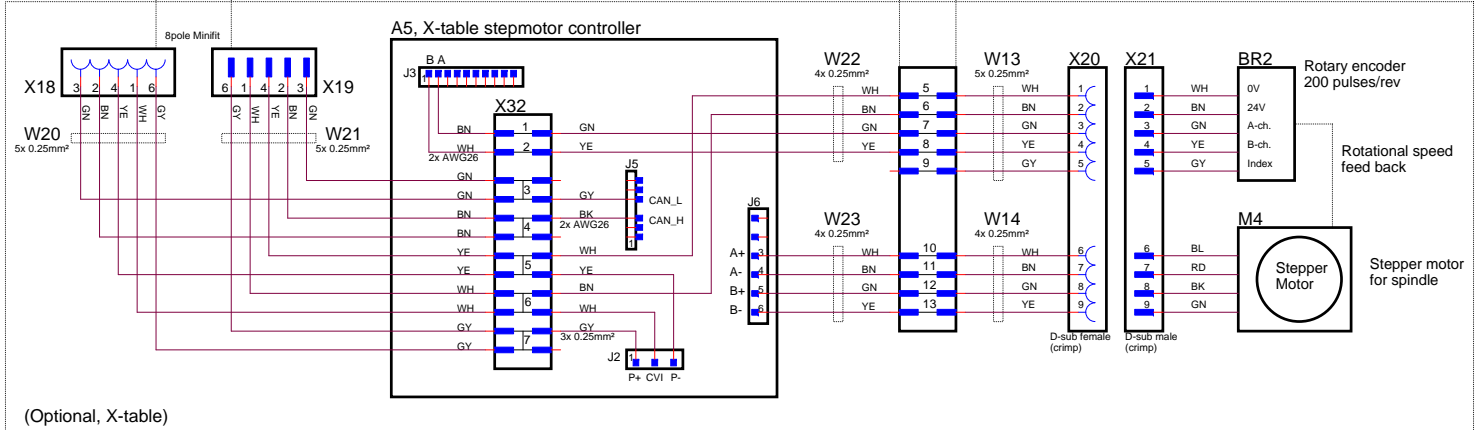 A5, X-table stepmotor controller
8pole Minifit
X18
3 2 4 1 6
GN BN YE WH GY
W20
5x 0.25mm²
X19
6 1 4 2 3
GY WH YE BN GN
W21
5x 0.25mm²
J3
B A
1
X32
BN 1 GN
WH 2 YE
2x AWG26
GN
3
GN GY
BN BK
4
2x AWG26
BN
YE WH
5
YE YE
WH BN
6
WH WH
GY GY
7
3x 0.25mm²
GY
J5
CAN_L
CAN_H
1
J2
1
P+ CVI P-
J6
A+ 3
A- 4
B+ 5
B- 6
W22
4x 0.25mm²
WH 5 WH
BN 6 BN
GN 7 GN
YE 8 YE
9 GY
W13
5x 0.25mm²
W23
4x 0.25mm²
WH 10 WH
BN 11 BN
GN 12 GN
YE 13 YE
W14
4x 0.25mm²
X20
1
2
3
4
5
6
7
8
9
D-sub female
(crimp)
X21
1 WH 0V
2 BN 24V
3 GN A-ch.
4 YE B-ch.
5 GY Index
6 BL
7 RD
8 BK
9 GN
D-sub male
(crimp)
BR2
Rotary encoder
200 pulses/rev
Rotational speed
feed back
M4
Stepper
Motor
Stepper motor
for spindle
(Optional, X-table)